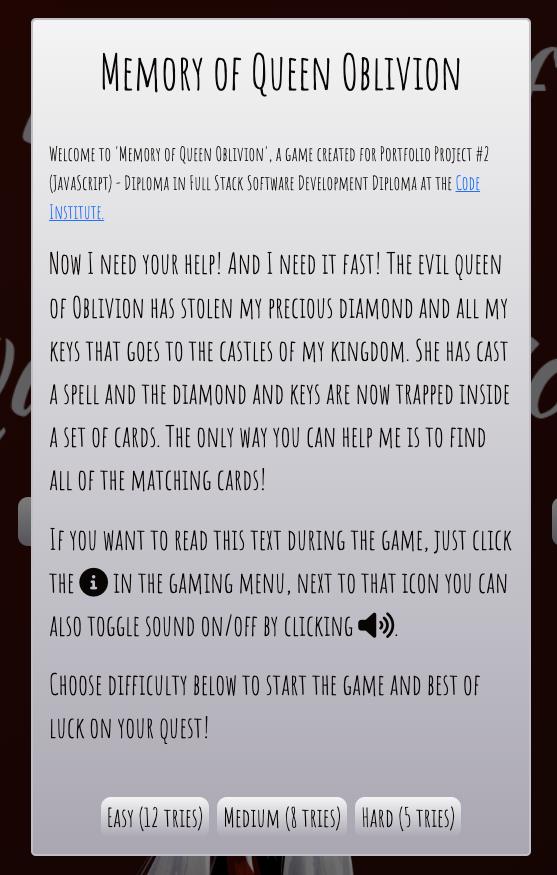 Memory of Queen Oblivion
Welcome to 'Memory of Queen Oblivion', a game created for Portfolio Project #2
(JavaScript) - Diploma in Full Stack Software Development Diploma at the Code
Institute.
Now I need your help! And I need it fast! The evil queen
of Oblivion has stolen my precious diamond and all my
keys that goes to the castles of my kingdom. She has cast
a spell and the diamond and keys are now trapped inside
a set of cards. The only way you can help me is to find
all of the matching cards!
If you want to read this text during the game, just click
the in the gaming menu, next to that icon you can
also toggle sound on/off by clicking .
Choose difficulty below to start the game and best of
luck on your quest!
Easy (12 tries) Medium (8 tries) Hard (5 tries)